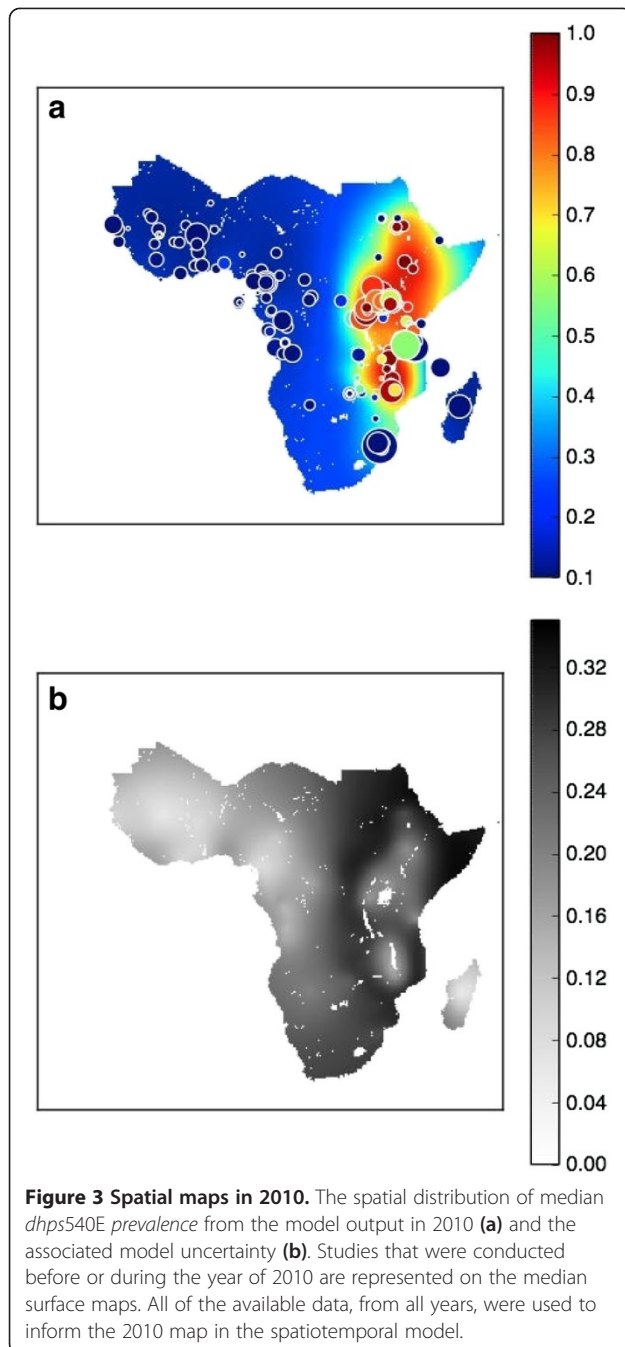 a
1.0
0.9
0.8
0.7
0.6
0.5
0.4
0.3
0.2
0.1
b
0.32
0.28
0.24
0.20
0.16
0.12
0.08
0.04
0.00
Figure 3 Spatial maps in 2010. The spatial distribution of median
dhps540E prevalence from the model output in 2010 (a) and the
associated model uncertainty (b). Studies that were conducted
before or during the year of 2010 are represented on the median
surface maps. All of the available data, from all years, were used to
inform the 2010 map in the spatiotemporal model.